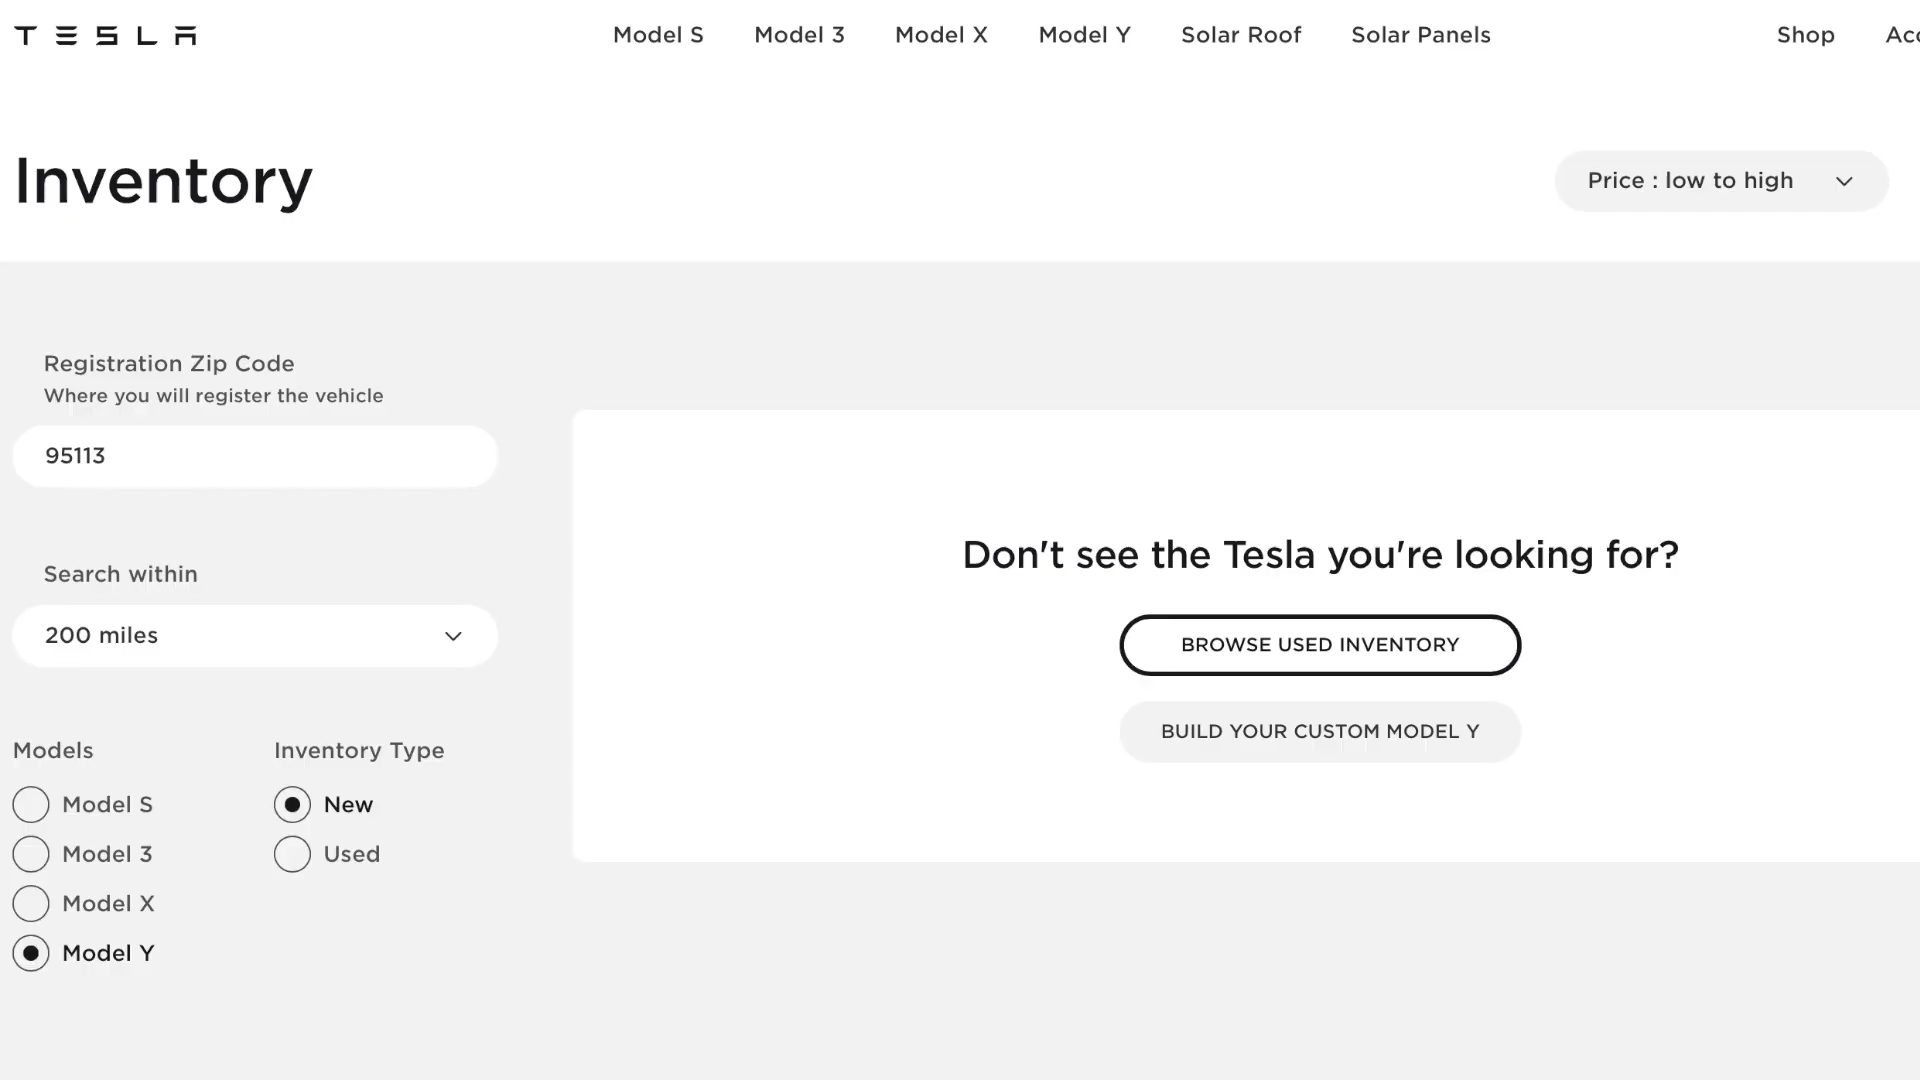 TESLA
Model S Model 3 Model X Model Y Solar Roof Solar Panels Shop
Inventory
Price : low to high
Registration Zip Code
Where you will register the vehicle
95113
Search within
200 miles
Models
Model S
Model 3
Model X
Model Y
Inventory Type
New
Used
Don't see the Tesla you're looking for?
BROWSE USED INVENTORY
BUILD YOUR CUSTOM MODEL Y